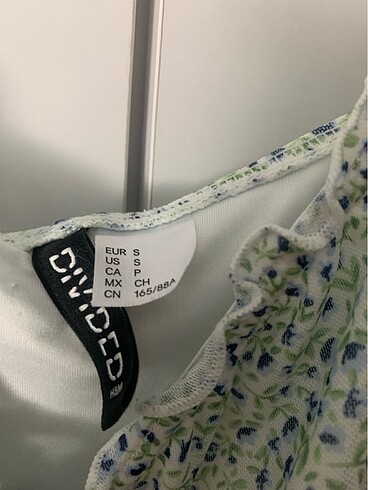 EUR S
US S
CA P
MX CH
CN 165/88A
DIVIDED
H&M